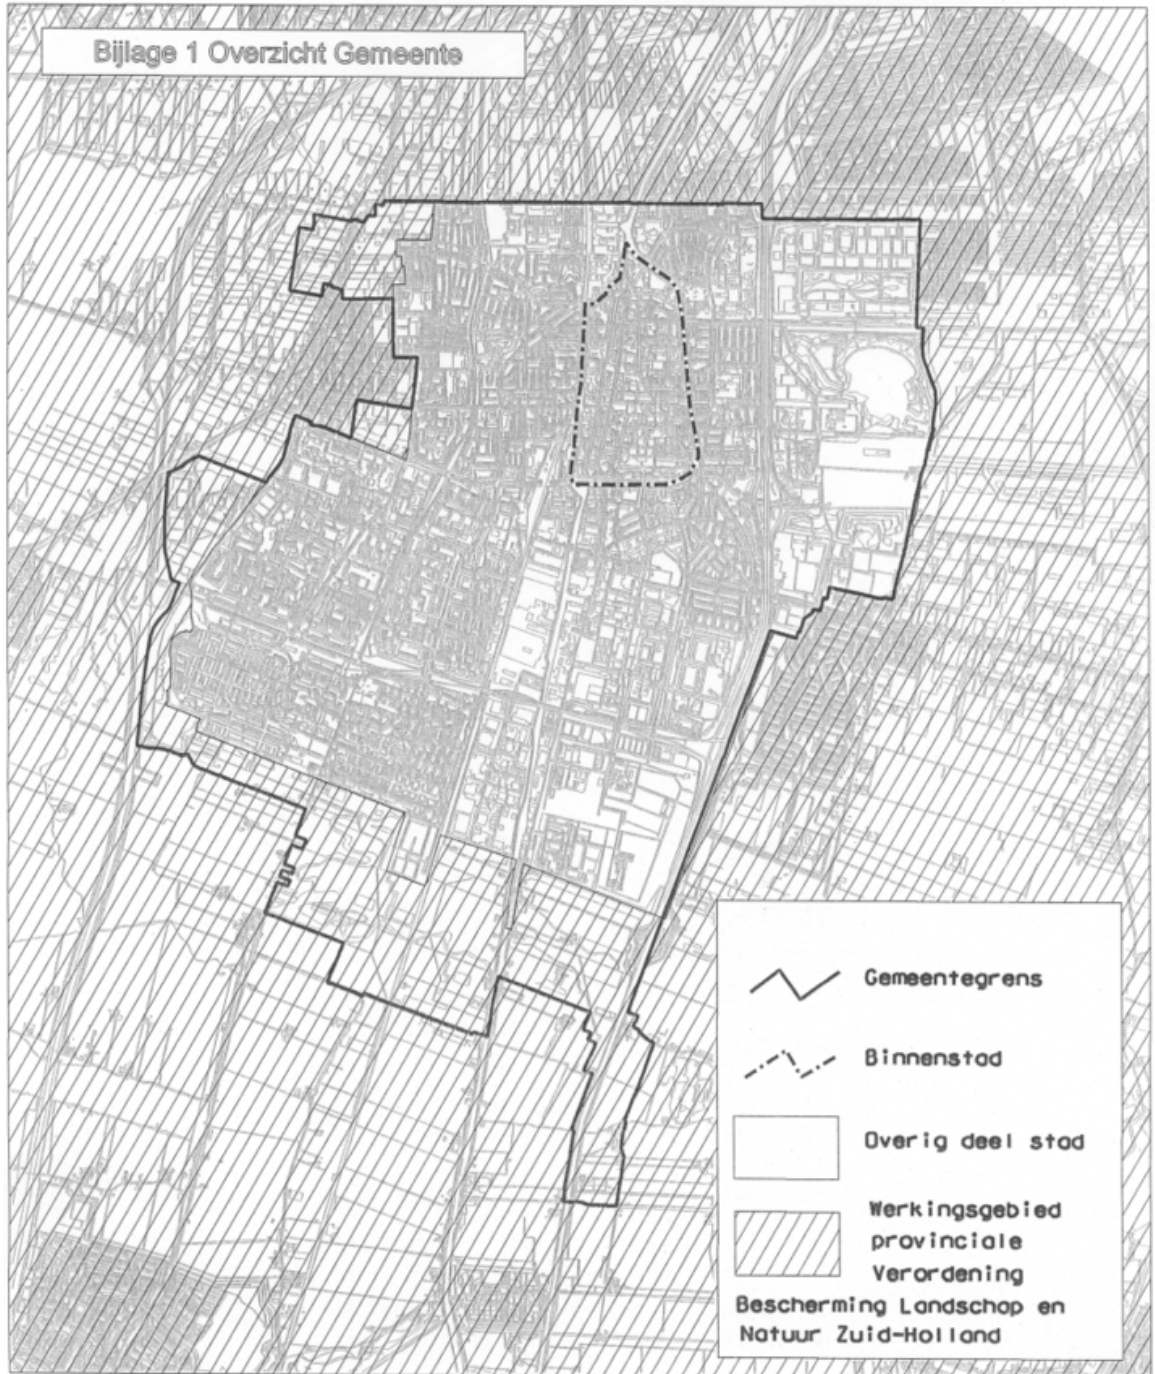 Bijlage 1 Overzicht Gemeente
Gemeentegrens
Binnenstad
Overig deel stad
Werkingsgebied
provinciale
Verordening
Bescherming Landschap en
Natuur Zuid-Holland